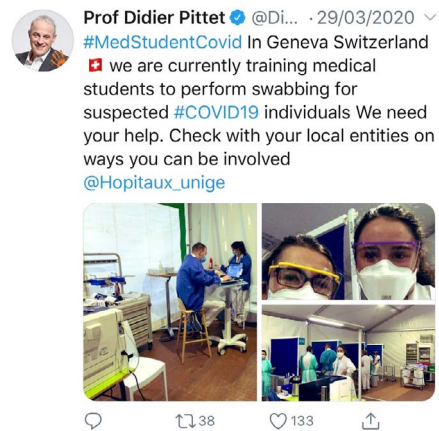 Prof Didier Pittet @Di... · 29/03/2020
#MedStudentCovid In Geneva Switzerland
🇨🇭 we are currently training medical
students to perform swabbing for
suspected #COVID19 individuals We need
your help. Check with your local entities on
ways you can be involved
@Hopitaux_unige
38 133